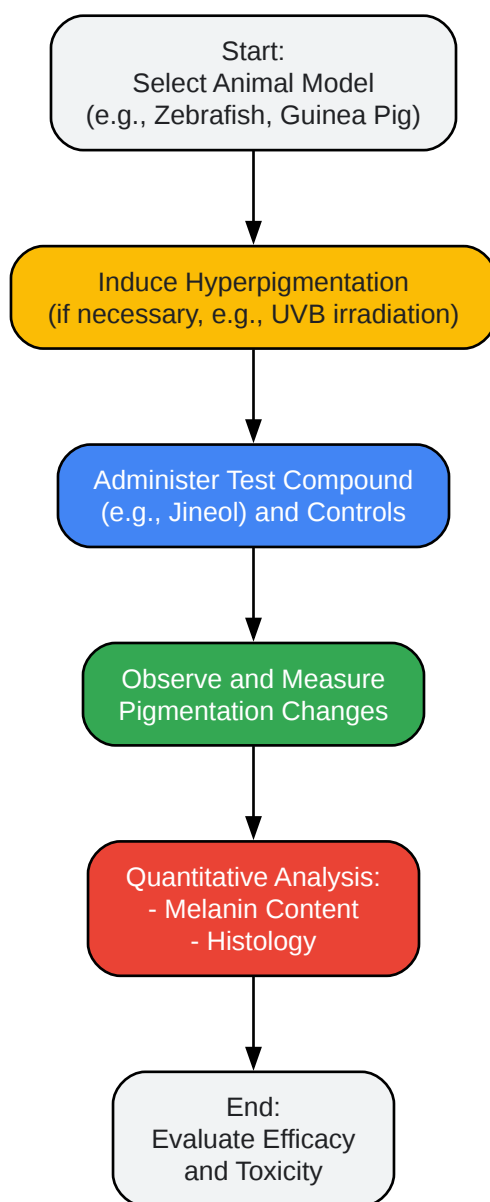 Start:
Select Animal Model
(e.g., Zebrafish, Guinea Pig)
Induce Hyperpigmentation
(if necessary, e.g., UVB irradiation)
Administer Test Compound
(e.g., Jineol) and Controls
Observe and Measure
Pigmentation Changes
Quantitative Analysis:
- Melanin Content
- Histology
End:
Evaluate Efficacy
and Toxicity